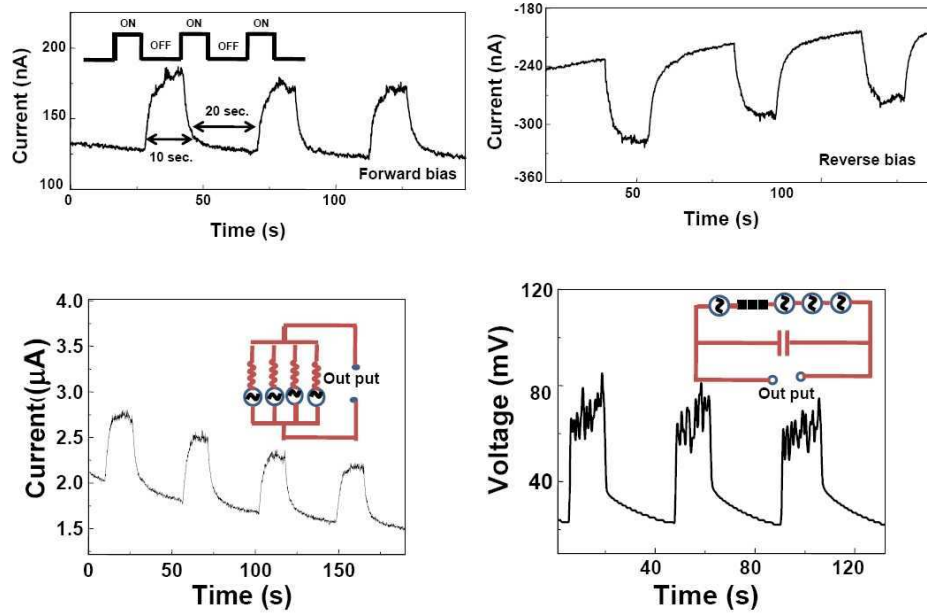 ON ON ON
OFF OFF
250
200
150
100
Current (nA)
20 sec.
10 sec.
Forward bias
0 50 100
Time (s)
-180
-240
-300
-360
Current (nA)
Reverse bias
50 100
Time (s)
4.0
3.5
3.0
2.5
2.0
1.5
Current((μA)
Out put
0 50 100 150
Time (s)
120
80
40
Voltage (mV)
Out put
40 80 120
Time (s)